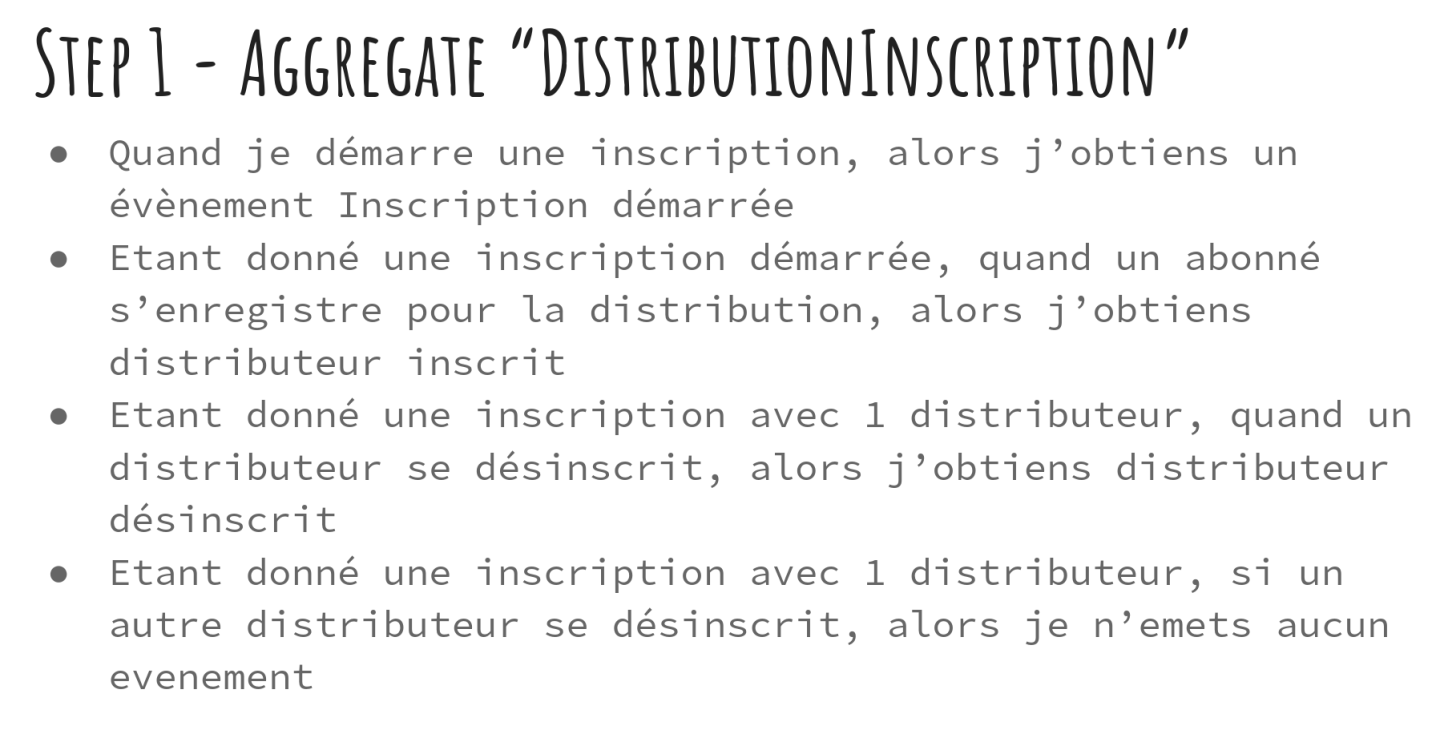 Step 1 - Aggregate “DistributionInscription”
● Quand je démarre une inscription, alors j’obtiens un
évènement Inscription démarrée
● Etant donné une inscription démarrée, quand un abonné
s’enregistre pour la distribution, alors j’obtiens
distributeur inscrit
● Etant donné une inscription avec 1 distributeur, quand un
distributeur se désinscrit, alors j’obtiens distributeur
désinscrit
● Etant donné une inscription avec 1 distributeur, si un
autre distributeur se désinscrit, alors je n’emets aucun
evenement